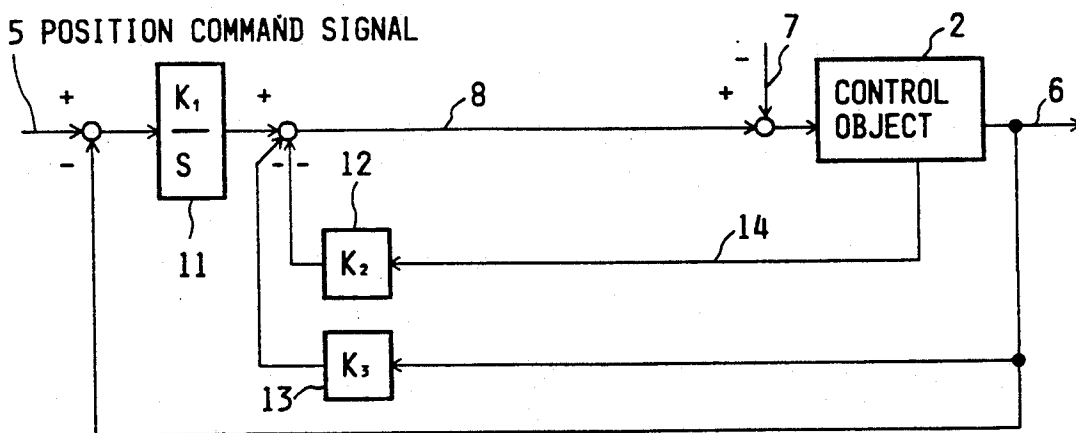 5 POSITION COMMAND SIGNAL
2
7
-
+
K₁
S
+
8
+
CONTROL
OBJECT
6
-
- -
12
11
K₂
14
K₃
13